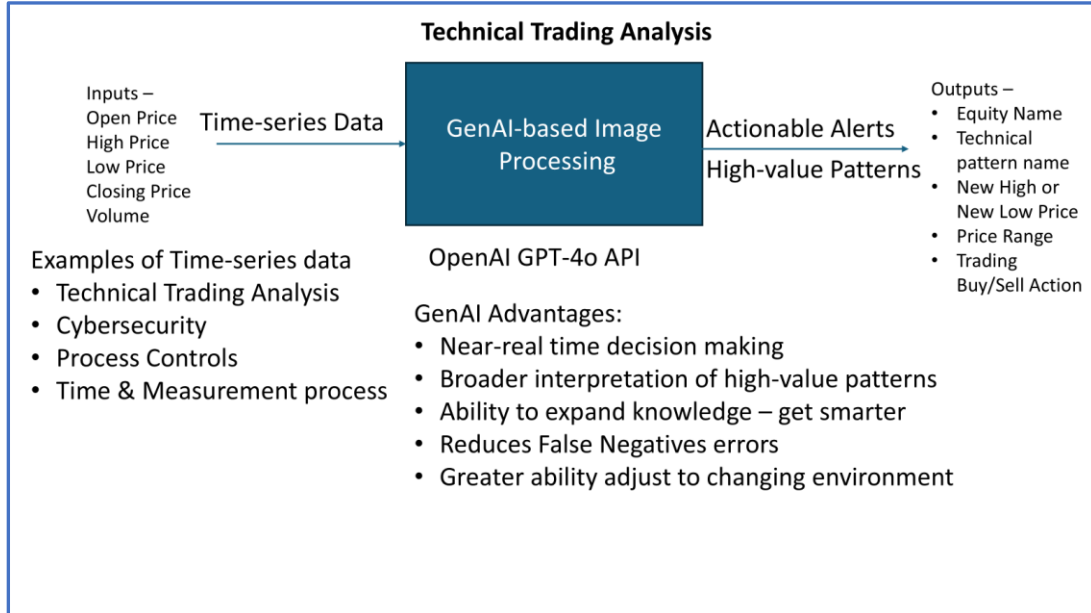 Technical Trading Analysis
Inputs –
Open Price
High Price
Low Price
Closing Price
Volume
Time-series Data
GenAI-based Image
Processing
Actionable Alerts
High-value Patterns
Outputs –
• Equity Name
• Technical
pattern name
• New High or
New Low Price
• Price Range
• Trading
Buy/Sell Action
OpenAI GPT-4o API
Examples of Time-series data
• Technical Trading Analysis
• Cybersecurity
• Process Controls
• Time & Measurement process
GenAI Advantages:
• Near-real time decision making
• Broader interpretation of high-value patterns
• Ability to expand knowledge – get smarter
• Reduces False Negatives errors
• Greater ability adjust to changing environment